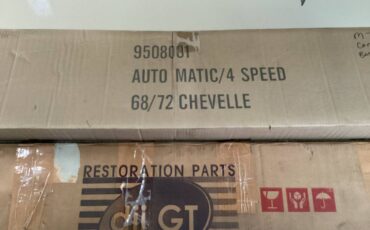 9508001
AUTO MATIC/4 SPEED
68/72 CHEVELLE
RESTORATION PARTS
GT